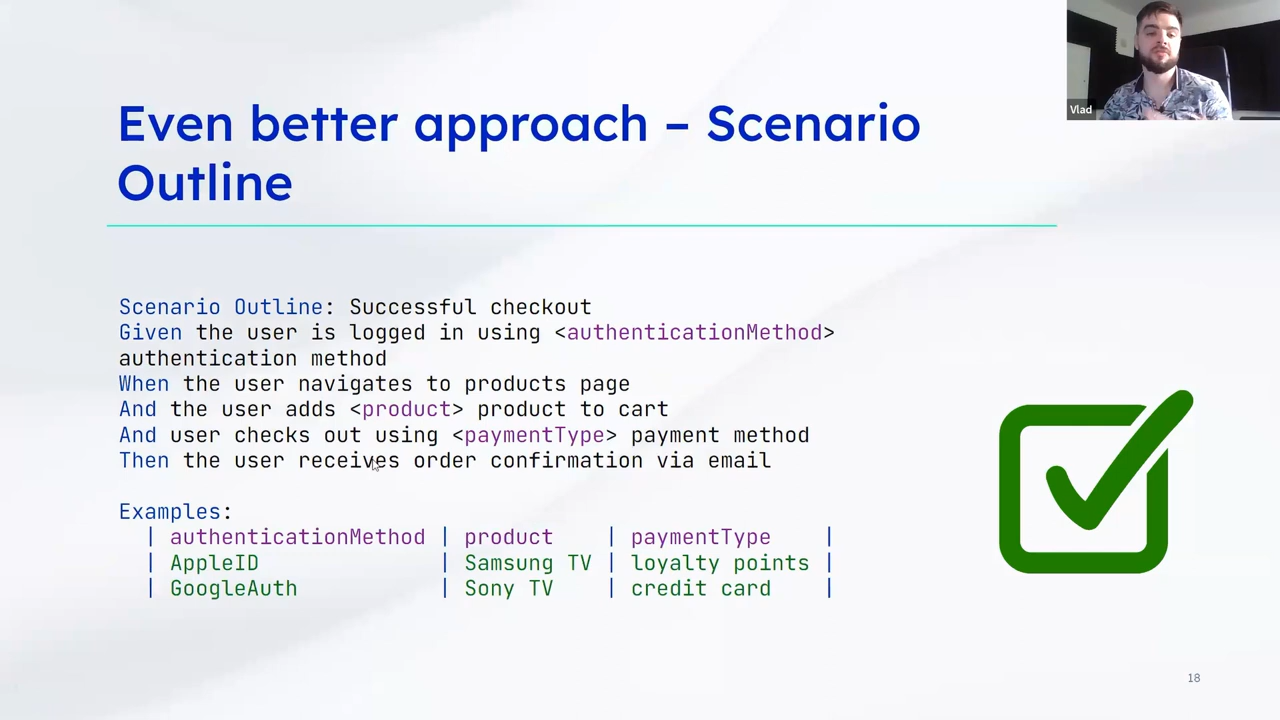 Vlad
Even better approach – Scenario
Outline
Scenario Outline: Successful checkout
Given the user is logged in using <authenticationMethod>
authentication method
When the user navigates to products page
And the user adds <product> product to cart
And user checks out using <paymentType> payment method
Then the user receives order confirmation via email
Examples:
| authenticationMethod | product | paymentType |
| AppleID | Samsung TV | loyalty points |
| GoogleAuth | Sony TV | credit card |
18